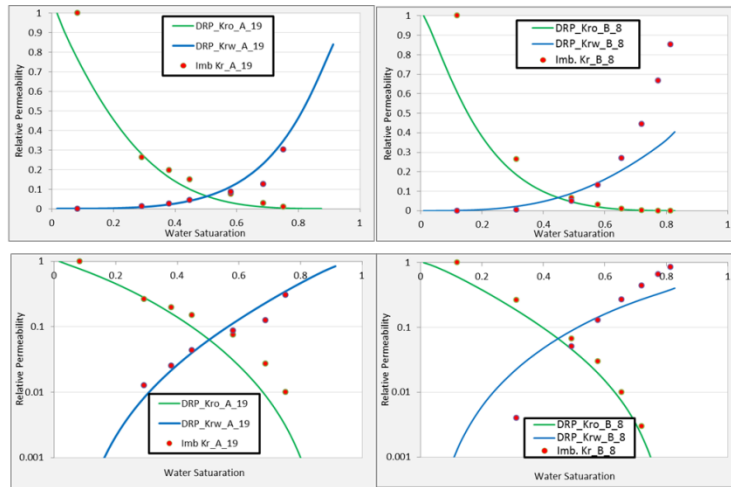 1
0.9
0.8
0.7
0.6
0.5
0.4
0.3
0.2
0.1
0
Relative Permeability
0 0.2 0.4 0.6 0.8 1
Water Satuaration
DRP_Kro_A_19
DRP_Krw_A_19
Imb Kr_A_19
1
0.9
0.8
0.7
0.6
0.5
0.4
0.3
0.2
0.1
0
Relative Permeability
0 0.2 0.4 0.6 0.8 1
Water Satuaration
DRP_Kro_B_8
DRP_Krw_B_8
Imb. Kr_B_8
0 0.2 0.4 0.6 0.8 1
1
0.1
0.01
0.001
Relative Permeability
DRP_Kro_A_19
DRP_Krw_A_19
Imb Kr_A_19
Water Satuaration
0 0.2 0.4 0.6 0.8 1
1
0.1
0.01
0.001
Relative Permeability
DRP_Kro_B_8
DRP_Krw_B_8
Imb. Kr_B_8
Water Satuaration